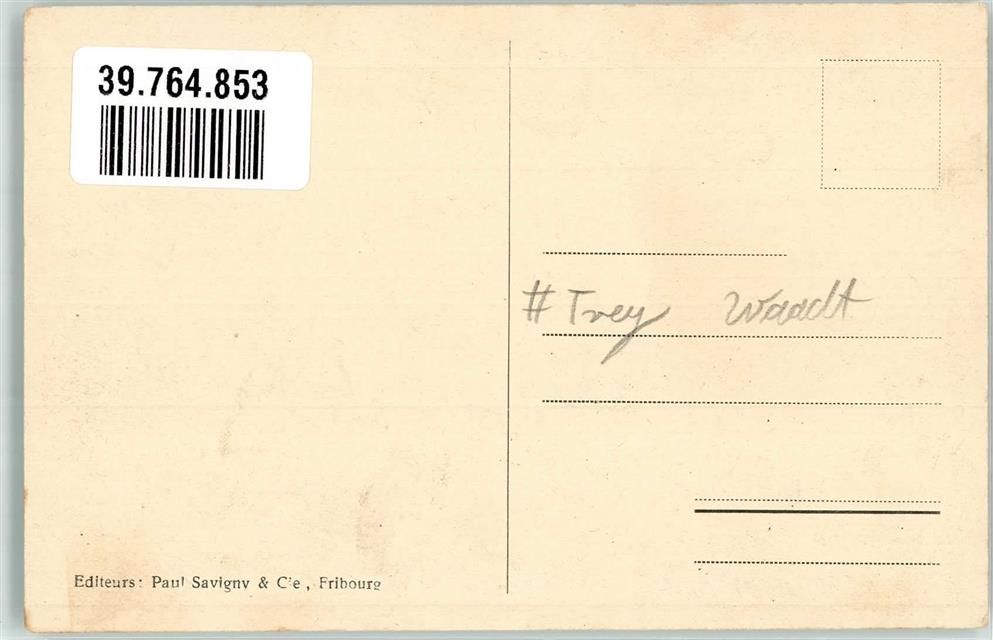 39.764.853
# Trey Waadt
Editeurs: Paul Savigny & Cie, Fribourg